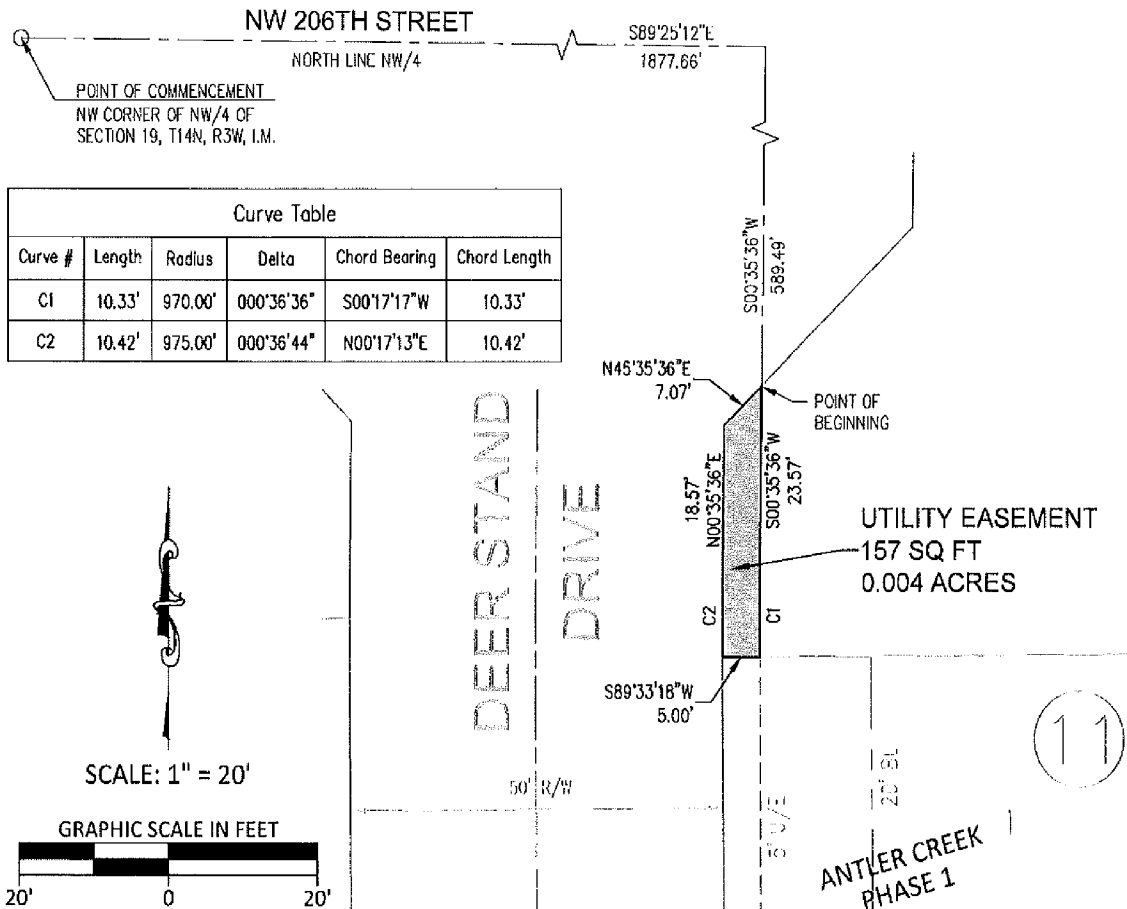 NW 206TH STREET
S89°25'12"E
NORTH LINE NW/4
1877.66'
POINT OF COMMENCEMENT
NW CORNER OF NW/4 OF
SECTION 19, T14N, R3W, I.M.
Curve Table
Curve # Length Radius Delta Chord Bearing Chord Length
C1 10.33' 970.00' 000°36'36" S00°17'17"W 10.33'
C2 10.42' 975.00' 000°36'44" N00°17'13"E 10.42'
S00°35'36"W
589.49'
N45°35'36"E
7.07'
POINT OF
BEGINNING
18.57'
N00°35'36"E
S00°35'36"W
23.57'
DEER STAND
DRIVE
UTILITY EASEMENT
157 SQ FT
0.004 ACRES
C2
C1
S89°33'18"W
5.00'
11
SCALE: 1" = 20'
50' R/W
20' BL
5' U/E
GRAPHIC SCALE IN FEET
20' 0 20'
ANTLER CREEK
PHASE 1